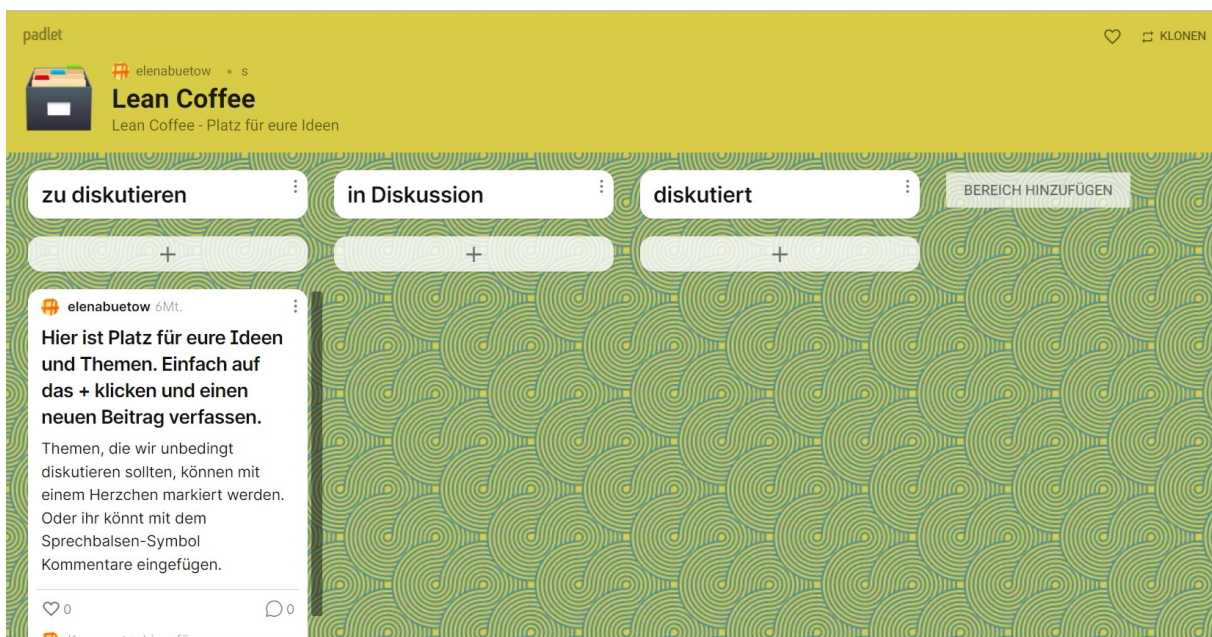 padlet
KLONEN
elenabuetow • s
Lean Coffee
Lean Coffee - Platz für eure Ideen
zu diskutieren
in Diskussion
diskutiert
BEREICH HINZUFÜGEN
+
+
+
elenabuetow 6Mt.
Hier ist Platz für eure Ideen
und Themen. Einfach auf
das + klicken und einen
neuen Beitrag verfassen.
Themen, die wir unbedingt
diskutieren sollten, können mit
einem Herzchen markiert werden.
Oder ihr könnt mit dem
Sprechbalsen-Symbol
Kommentare eingefügen.
0
0